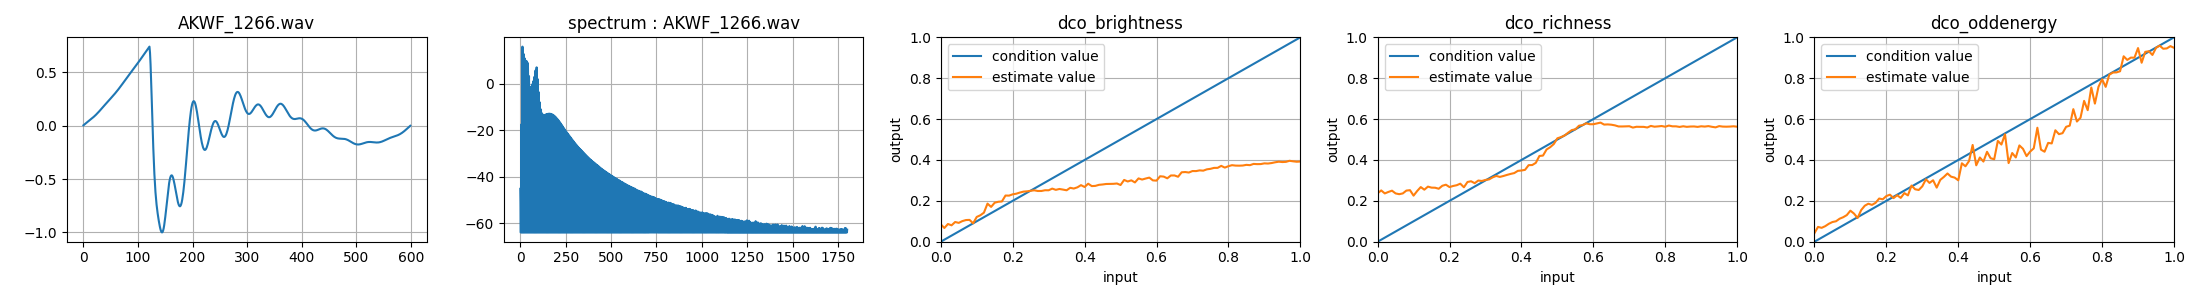 AKWF_1266.wav
0.5
0.0
−0.5
−1.0
0 100 200 300 400 500 600
spectrum : AKWF_1266.wav
0
−20
−40
−60
0 250 500 750 1000 1250 1500 1750
dco_brightness
condition value
estimate value
output
1.0
0.8
0.6
0.4
0.2
0.0
0.0 0.2 0.4 0.6 0.8 1.0
input
dco_richness
condition value
estimate value
output
1.0
0.8
0.6
0.4
0.2
0.0
0.0 0.2 0.4 0.6 0.8 1.0
input
dco_oddenergy
condition value
estimate value
output
1.0
0.8
0.6
0.4
0.2
0.0
0.0 0.2 0.4 0.6 0.8 1.0
input